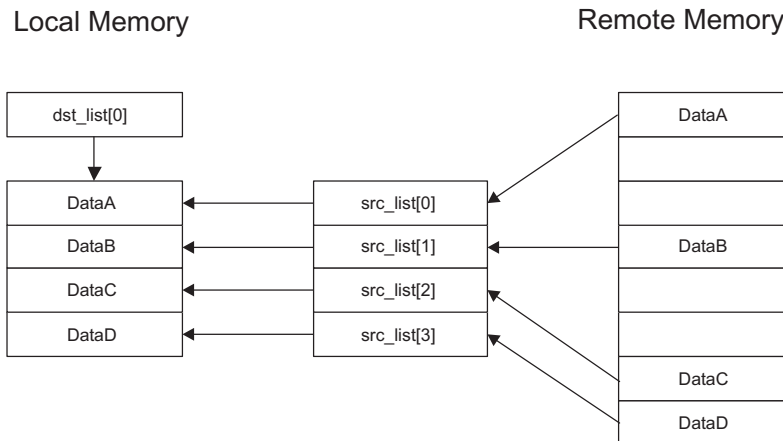 Local Memory
Remote Memory
dst_list[0]
DataA
DataB
DataC
DataD
src_list[0]
src_list[1]
src_list[2]
src_list[3]
DataA
DataB
DataC
DataD